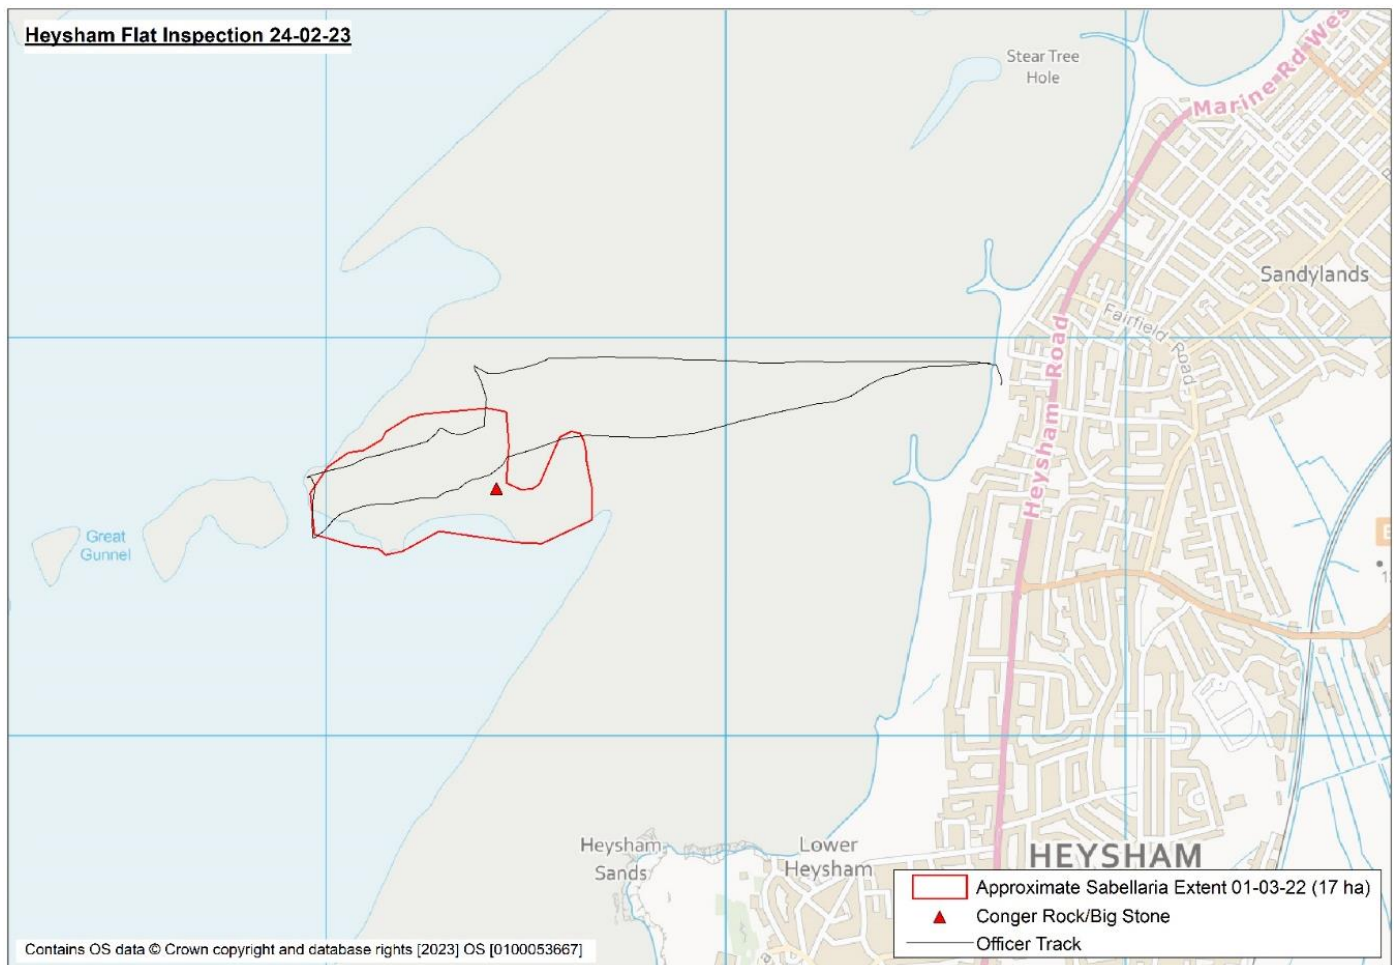 Heysham Flat Inspection 24-02-23
Stear Tree
Hole
Marine Rd Wes
Sandylands
Fairfield Road
Heysham Road
Great
Gunnel
Heysham
Sands
Lower
Heysham
HEYSHAM
Approximate Sabellaria Extent 01-03-22 (17 ha)
Conger Rock/Big Stone
Officer Track
Contains OS data © Crown copyright and database rights [2023] OS [0100053667]